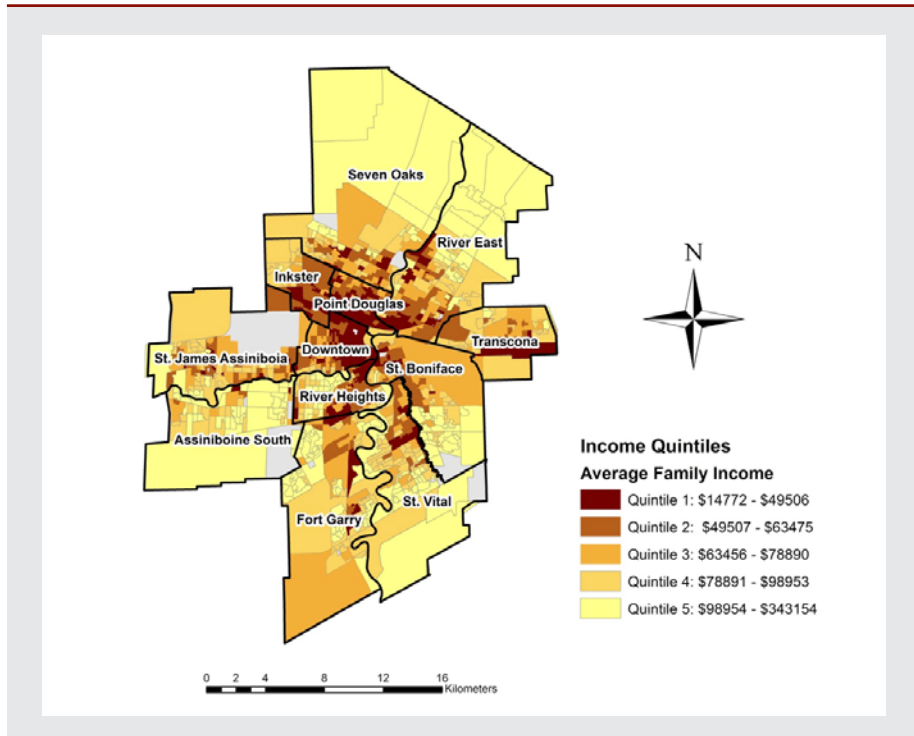 Seven Oaks
River East
Inkster
Point Douglas
Transcona
Downtown
St. James Assiniboia
St. Boniface
River Heights
Assiniboine South
St. Vital
Fort Garry
N
Income Quintiles
Average Family Income
Quintile 1: $14772 - $49506
Quintile 2: $49507 - $63475
Quintile 3: $63456 - $78890
Quintile 4: $78891 - $98953
Quintile 5: $98954 - $343154
0 2 4 8 12 16
Kilometers